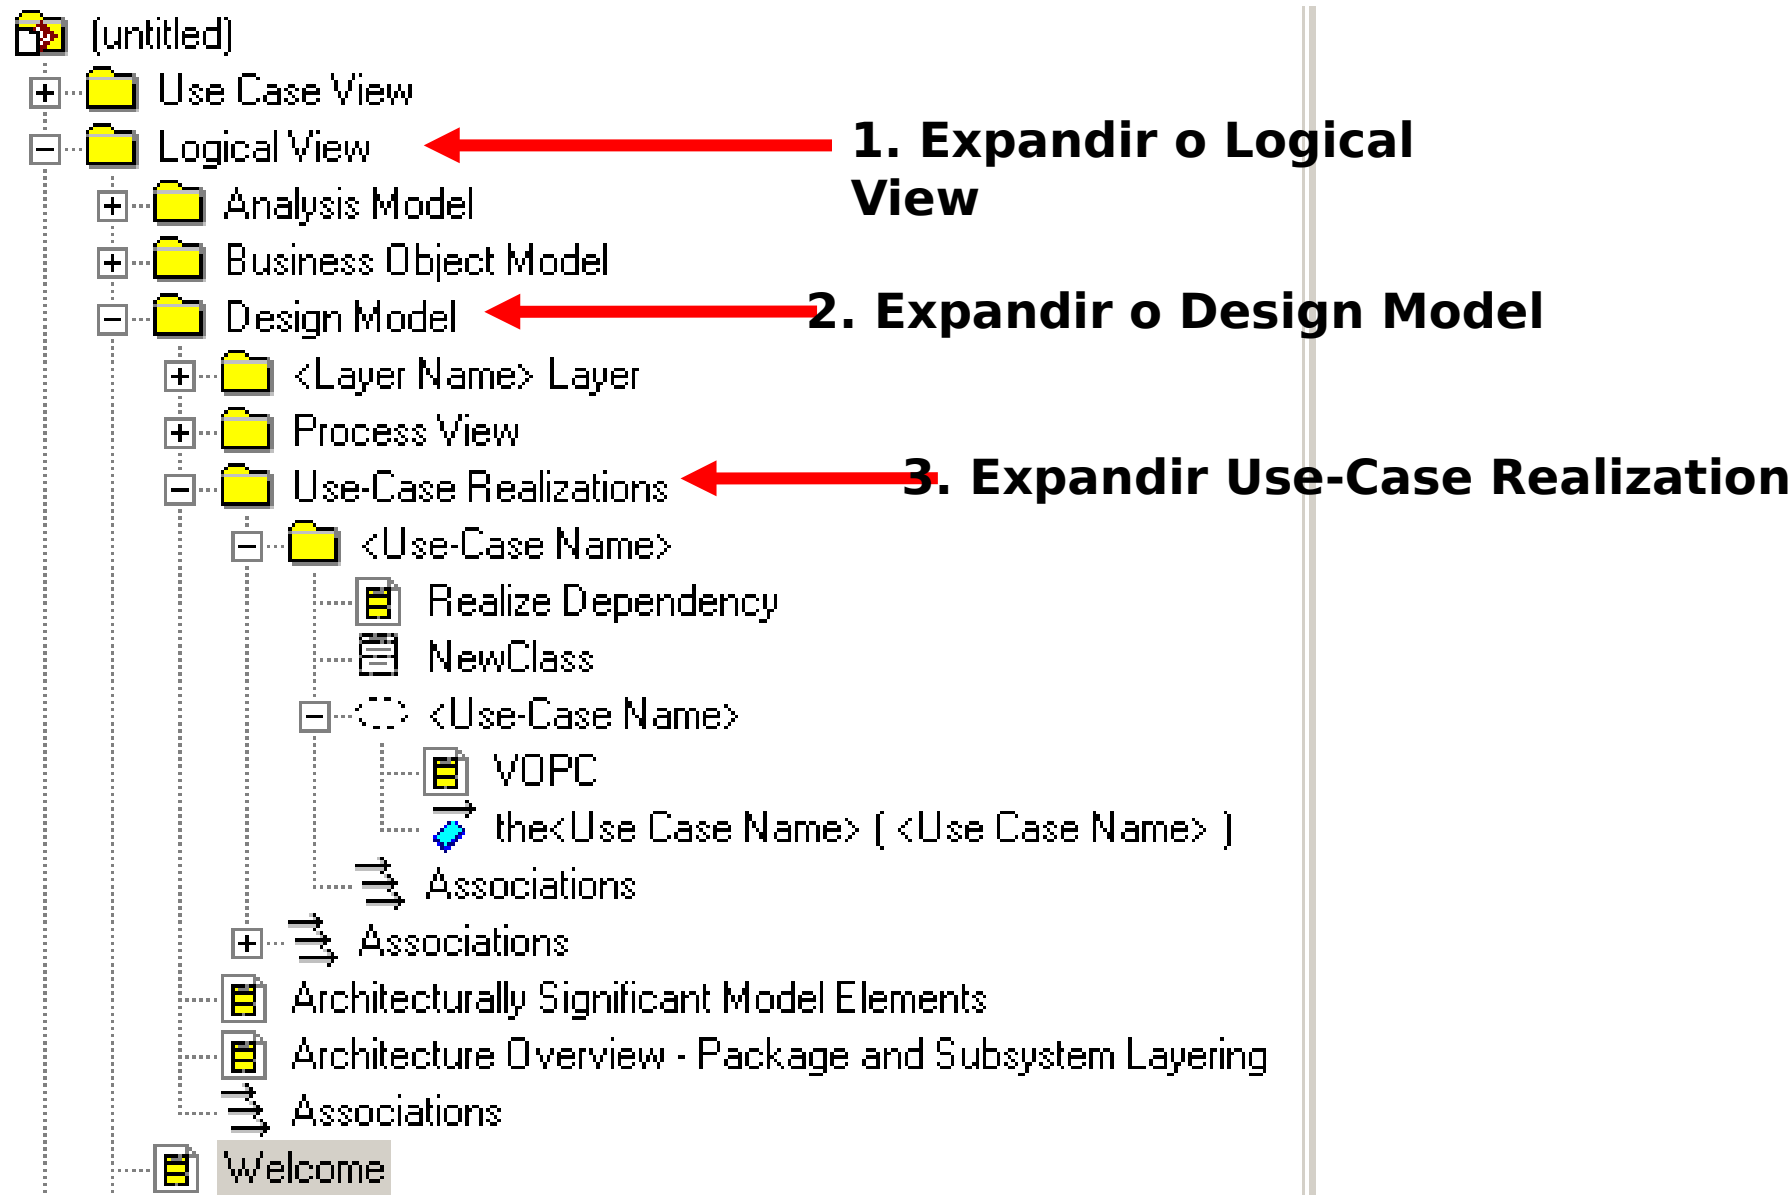 (untitled)
Use Case View
Logical View
1. Expandir o Logical
View
Analysis Model
Business Object Model
Design Model
2. Expandir o Design Model
<Layer Name> Layer
Process View
Use-Case Realizations
3. Expandir Use-Case Realization
<Use-Case Name>
Realize Dependency
NewClass
<Use-Case Name>
VOPC
the<Use Case Name> ( <Use Case Name> )
Associations
Associations
Architecturally Significant Model Elements
Architecture Overview - Package and Subsystem Layering
Associations
Welcome